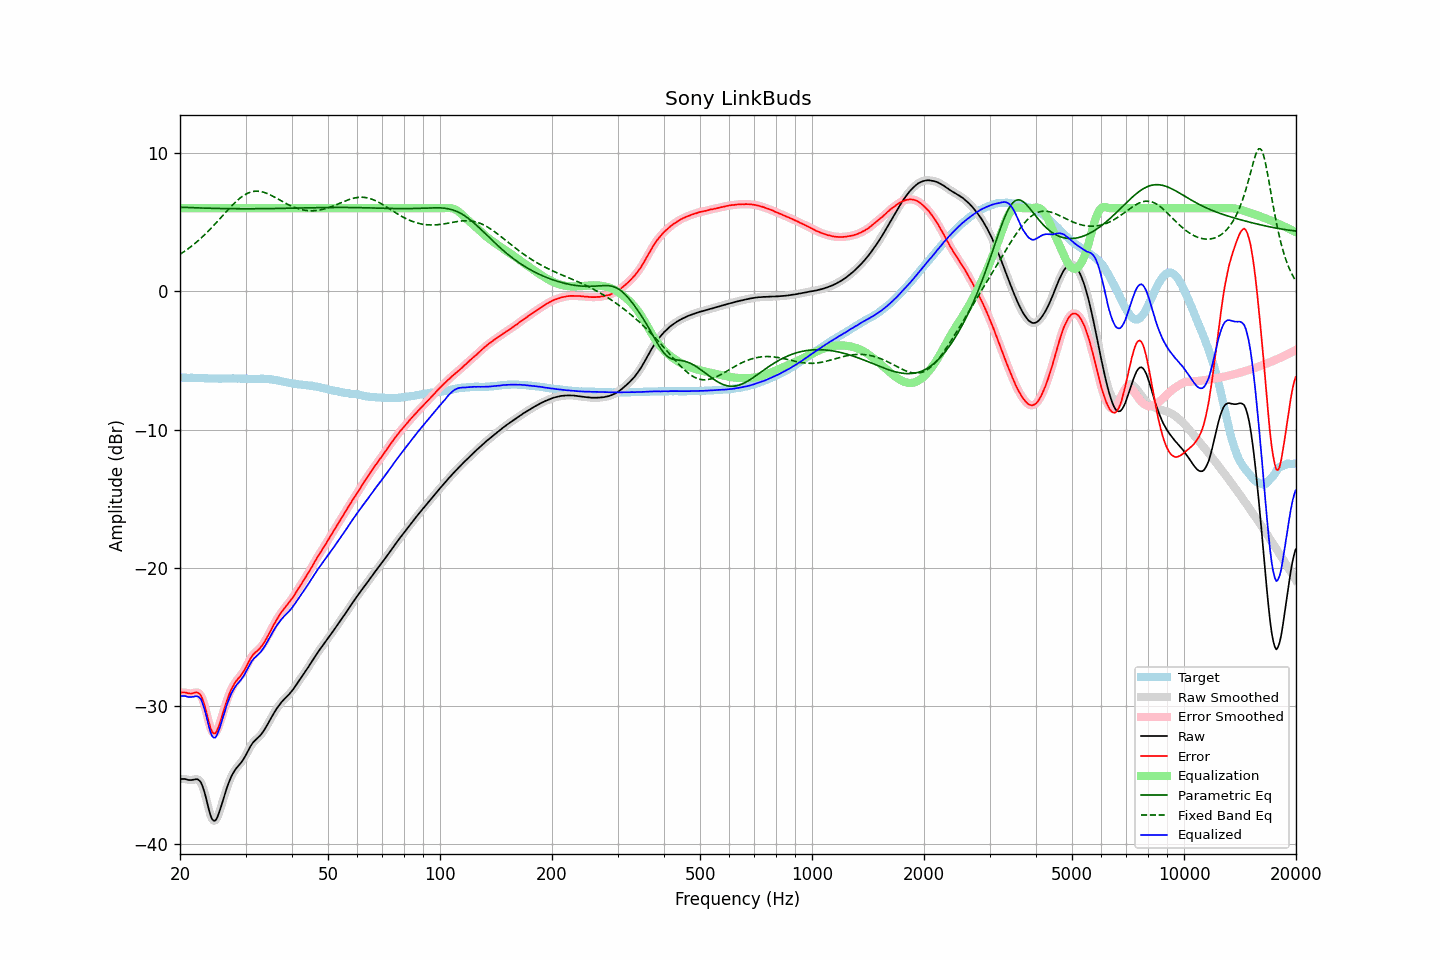 Sony LinkBuds
10
0
−10
−20
−30
−40
Amplitude (dBr)
20
50
100
200
500
1000
2000
5000
10000
20000
Frequency (Hz)
Target
Raw Smoothed
Error Smoothed
Raw
Error
Equalization
Parametric Eq
Fixed Band Eq
Equalized